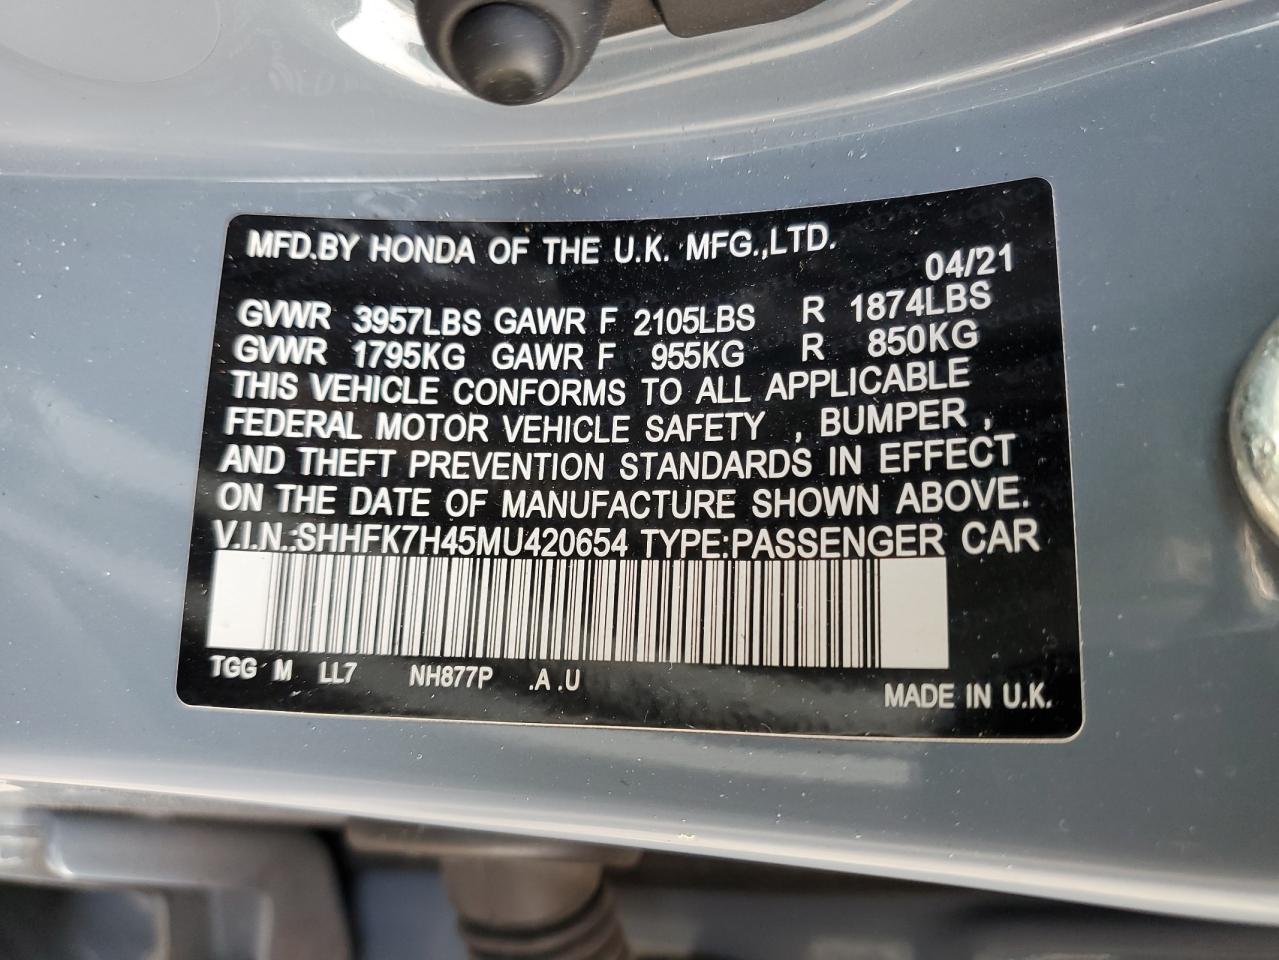 MFD.BY HONDA OF THE U.K. MFG.,LTD.
04/21
GVWR 3957LBS GAWR F 2105LBS R 1874LBS
GVWR 1795KG GAWR F 955KG R 850KG
THIS VEHICLE CONFORMS TO ALL APPLICABLE
FEDERAL MOTOR VEHICLE SAFETY , BUMPER ,
AND THEFT PREVENTION STANDARDS IN EFFECT
ON THE DATE OF MANUFACTURE SHOWN ABOVE.
V.I.N.:SHHFK7H45MU420654 TYPE:PASSENGER CAR
TGG M LL7 NH877P .A .U
MADE IN U.K.